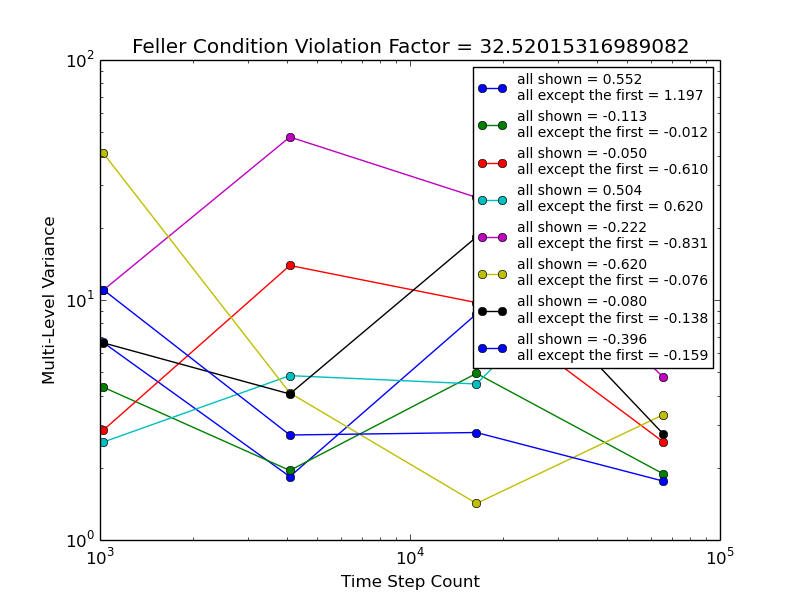 Feller Condition Violation Factor = 32.52015316989082
10²
10¹
10⁰
Multi-Level Variance
all shown = 0.552
all except the first = 1.197
all shown = -0.113
all except the first = -0.012
all shown = -0.050
all except the first = -0.610
all shown = 0.504
all except the first = 0.620
all shown = -0.222
all except the first = -0.831
all shown = -0.620
all except the first = -0.076
all shown = -0.080
all except the first = -0.138
all shown = -0.396
all except the first = -0.159
10³
10⁴
10⁵
Time Step Count